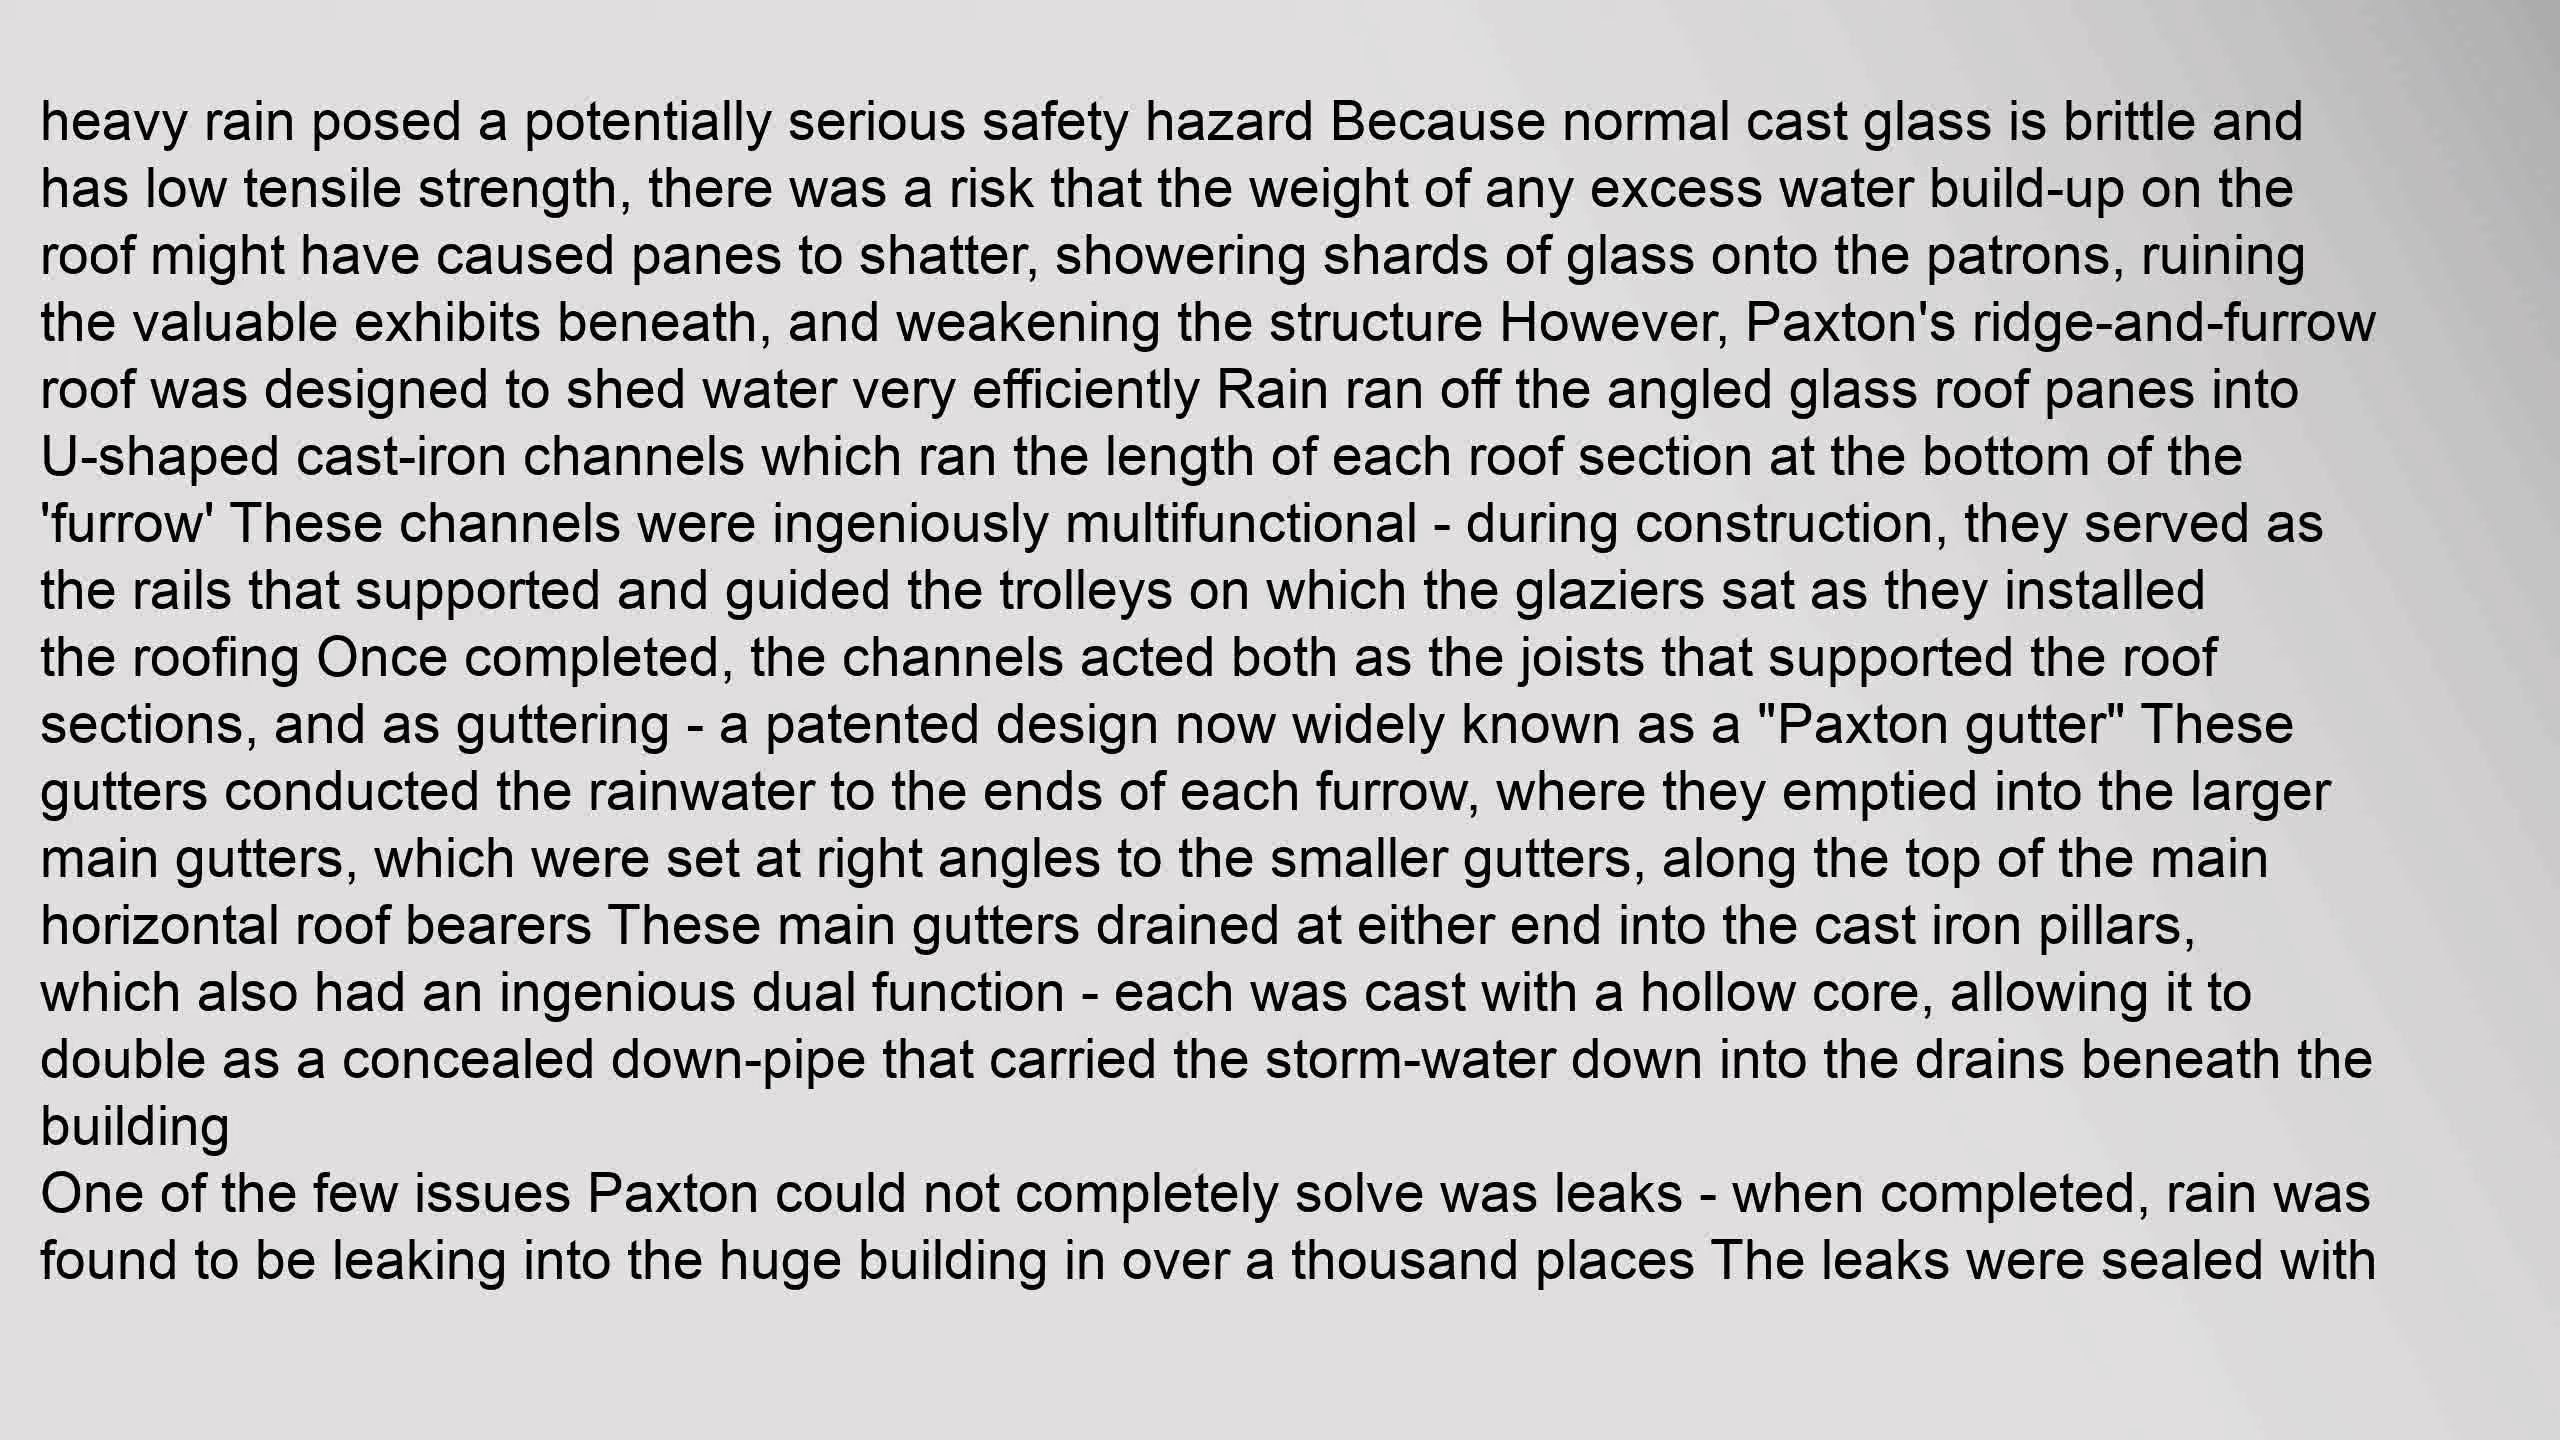 heavy rain posed a potentially serious safety hazard Because normal cast glass is brittle and
has low tensile strength, there was a risk that the weight of any excess water build-up on the
roof might have caused panes to shatter, showering shards of glass onto the patrons, ruining
the valuable exhibits beneath, and weakening the structure However, Paxton's ridge-and-furrow
roof was designed to shed water very efficiently Rain ran off the angled glass roof panes into
U-shaped cast-iron channels which ran the length of each roof section at the bottom of the
'furrow' These channels were ingeniously multifunctional - during construction, they served as
the rails that supported and guided the trolleys on which the glaziers sat as they installed
the roofing Once completed, the channels acted both as the joists that supported the roof
sections, and as guttering - a patented design now widely known as a "Paxton gutter" These
gutters conducted the rainwater to the ends of each furrow, where they emptied into the larger
main gutters, which were set at right angles to the smaller gutters, along the top of the main
horizontal roof bearers These main gutters drained at either end into the cast iron pillars,
which also had an ingenious dual function - each was cast with a hollow core, allowing it to
double as a concealed down-pipe that carried the storm-water down into the drains beneath the
building
One of the few issues Paxton could not completely solve was leaks - when completed, rain was
found to be leaking into the huge building in over a thousand places The leaks were sealed with